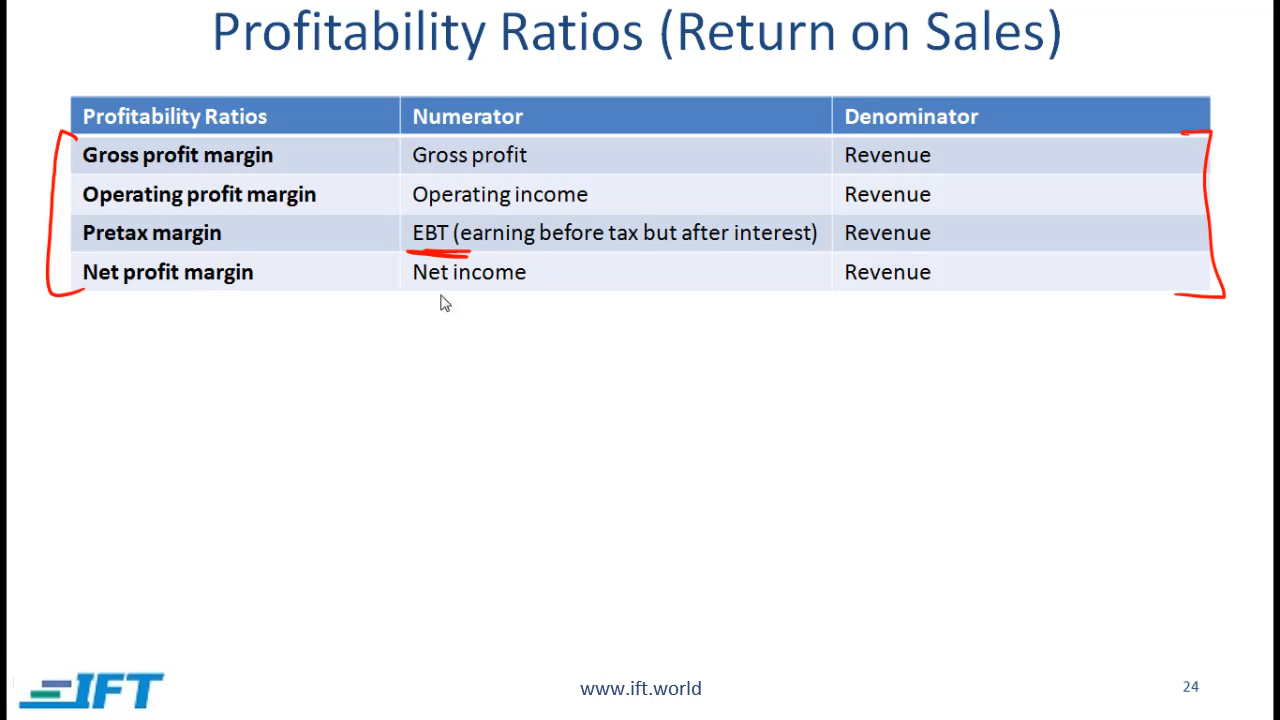 Profitability Ratios (Return on Sales)
Profitability Ratios Numerator Denominator
Gross profit margin Gross profit Revenue
Operating profit margin Operating income Revenue
Pretax margin EBT (earning before tax but after interest) Revenue
Net profit margin Net income Revenue
IFT www.ift.world 24